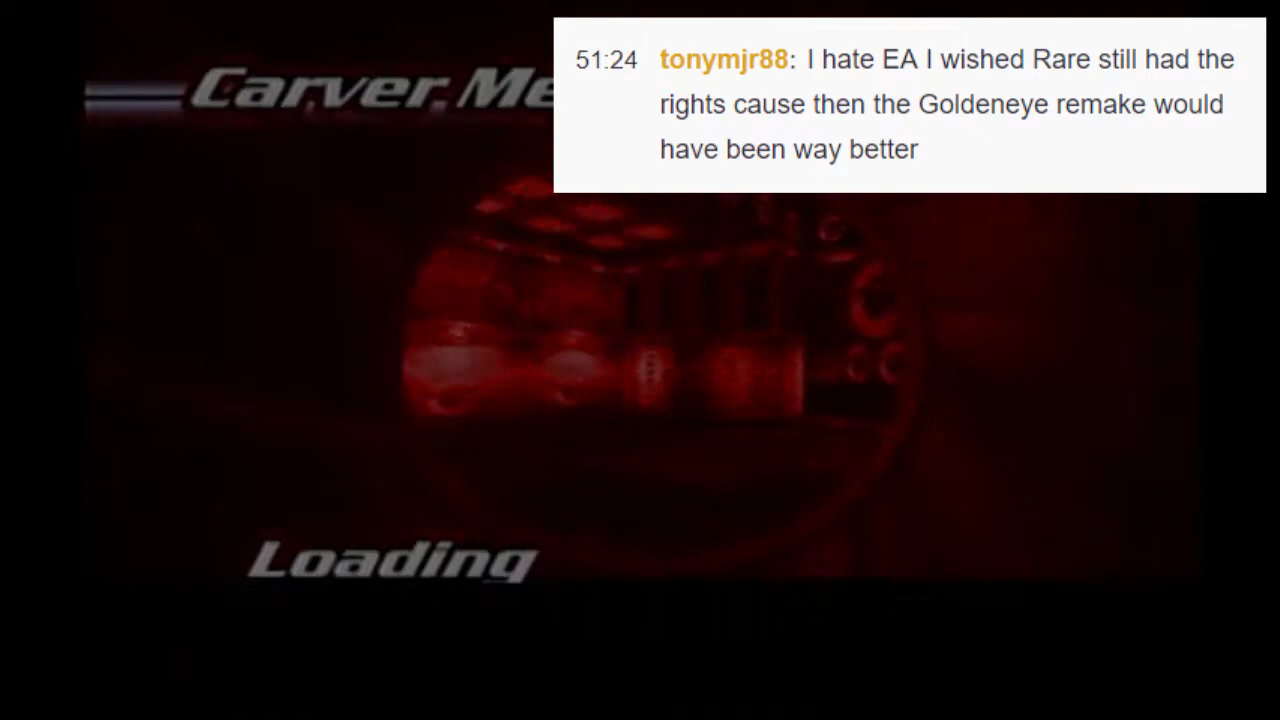 Carver Me
51:24 tonymjr88: I hate EA I wished Rare still had the
rights cause then the Goldeneye remake would
have been way better
Loading